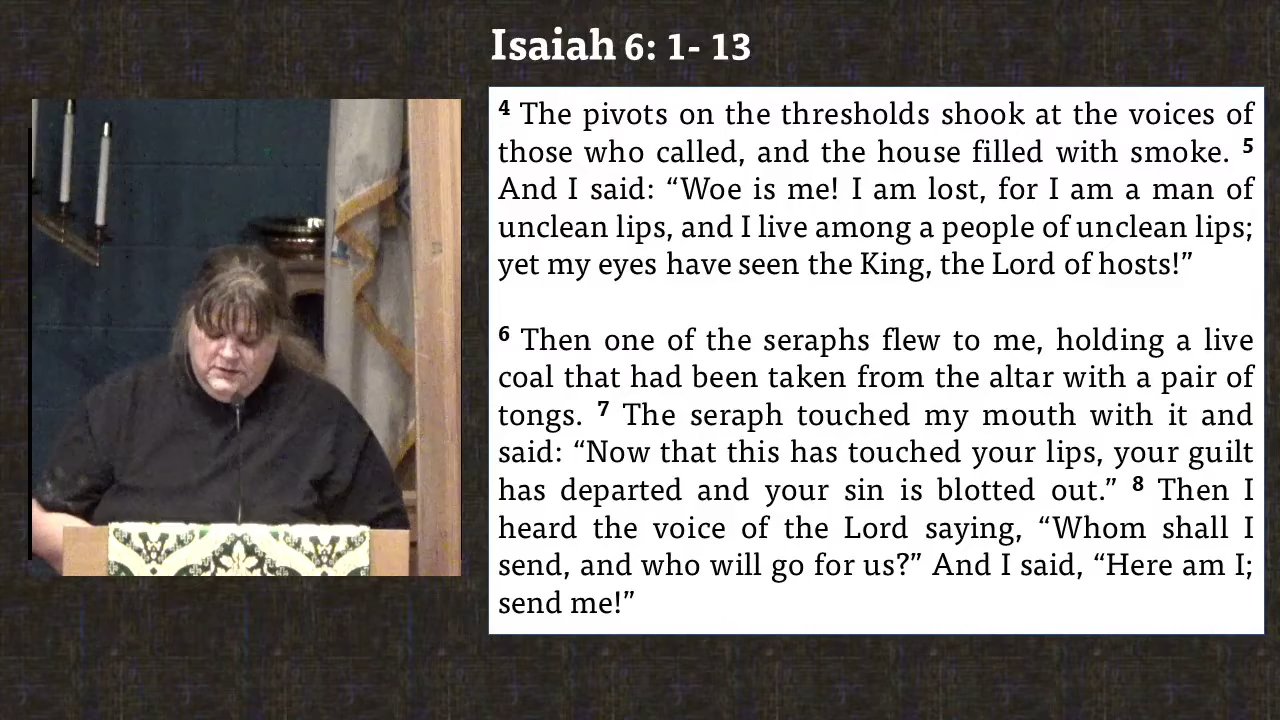 Isaiah 6: 1- 13
4 The pivots on the thresholds shook at the voices of
those who called, and the house filled with smoke. 5
And I said: “Woe is me! I am lost, for I am a man of
unclean lips, and I live among a people of unclean lips;
yet my eyes have seen the King, the Lord of hosts!”
6 Then one of the seraphs flew to me, holding a live
coal that had been taken from the altar with a pair of
tongs. 7 The seraph touched my mouth with it and
said: “Now that this has touched your lips, your guilt
has departed and your sin is blotted out.” 8 Then I
heard the voice of the Lord saying, “Whom shall I
send, and who will go for us?” And I said, “Here am I;
send me!”